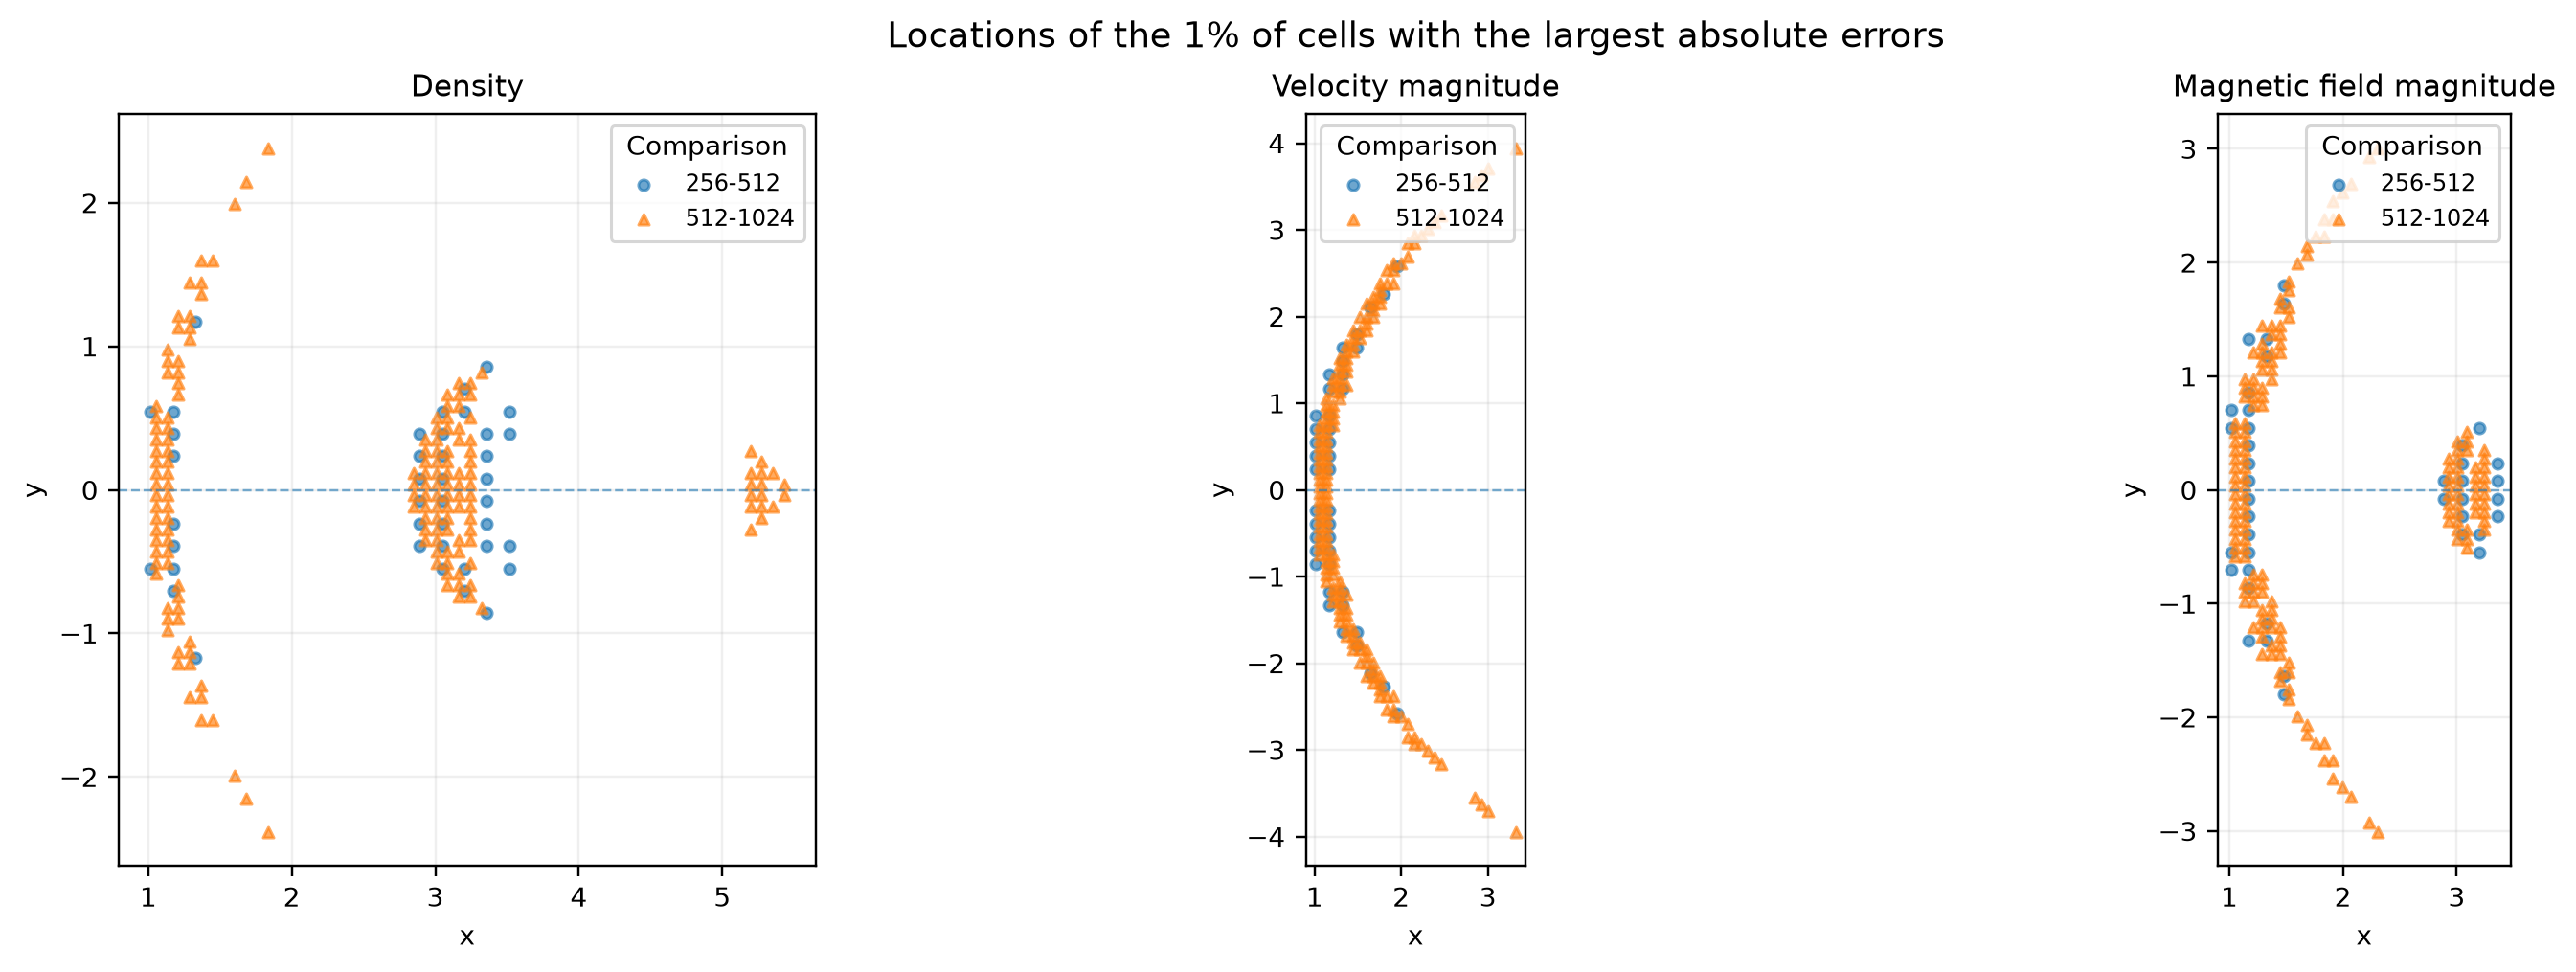 Locations of the 1% of cells with the largest absolute errors
Density
Comparison
256-512
512-1024
2
1
0
−1
−2
y
1 2 3 4 5
x
Velocity magnitude
Comparison
256-512
512-1024
4
3
2
1
0
−1
−2
−3
−4
y
1 2 3
x
Magnetic field magnitude
Comparison
256-512
512-1024
3
2
1
0
−1
−2
−3
y
1 2 3
x